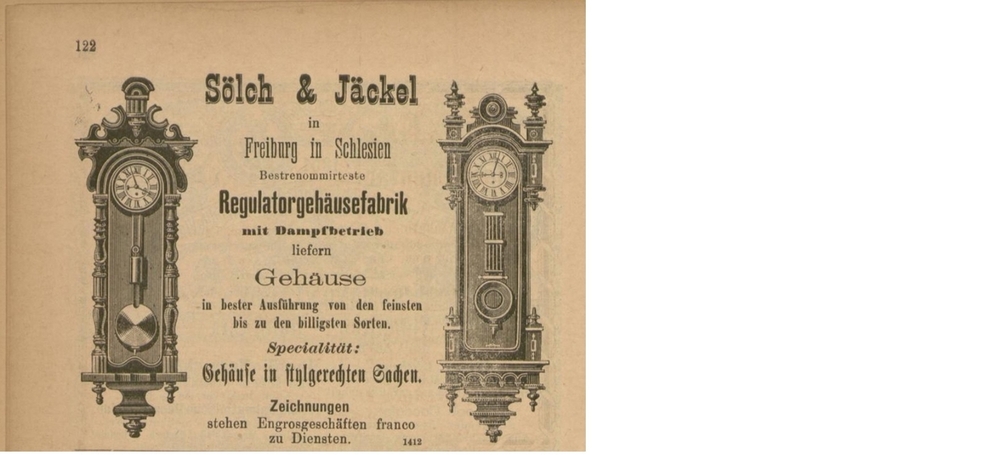 122
Sölch & Jäckel
in
Freiburg in Schlesien
Bestrenommirteste
Regulatorgehäusefabrik
mit Dampfbetrieb
liefern
Gehäuse
in bester Ausführung von den feinsten
bis zu den billigsten Sorten.
Specialität:
Gehäuse in stylgerechten Sachen.
Zeichnungen
stehen Engrosgeschäften franco
zu Diensten.
1412